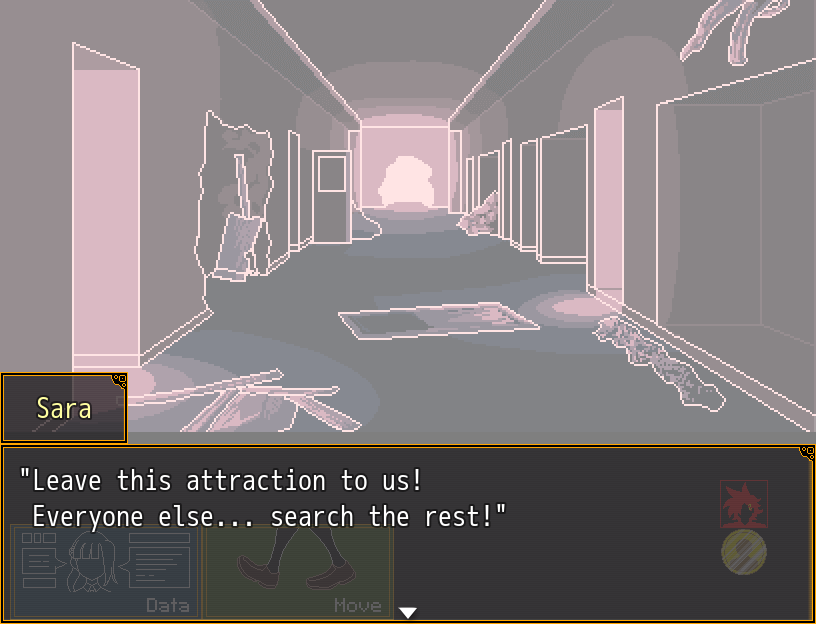 Sara
"Leave this attraction to us!
Everyone else... search the rest!"
Data
Move